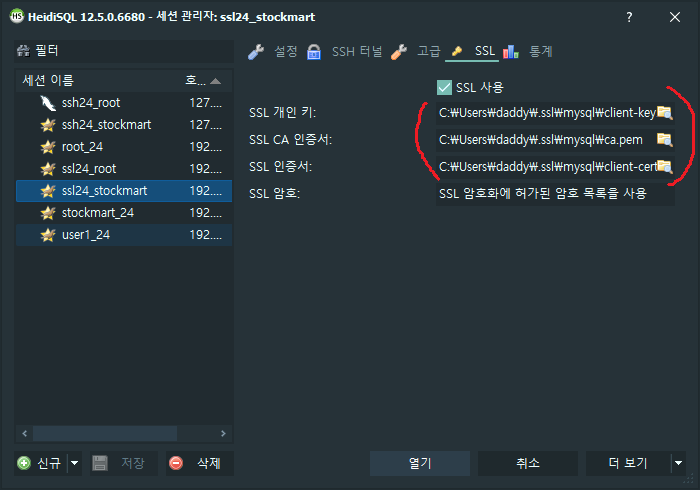 HeidiSQL 12.5.0.6680 - 세션 관리자: ssl24_stockmart
필터
설정 SSH 터널 고급 SSL 통계
세션 이름 호...
SSL 사용
ssh24_root 127....
ssh24_stockmart 127....
root_24 192....
ssl24_root 192....
ssl24_stockmart 192....
stockmart_24 192....
user1_24 192....
SSL 개인 키: C:₩Users₩daddy₩.ssl₩mysql₩client-key
SSL CA 인증서: C:₩Users₩daddy₩.ssl₩mysql₩ca.pem
SSL 인증서: C:₩Users₩daddy₩.ssl₩mysql₩client-cert
SSL 암호: SSL 암호화에 허가된 암호 목록을 사용
신규 저장 삭제 열기 취소 더 보기